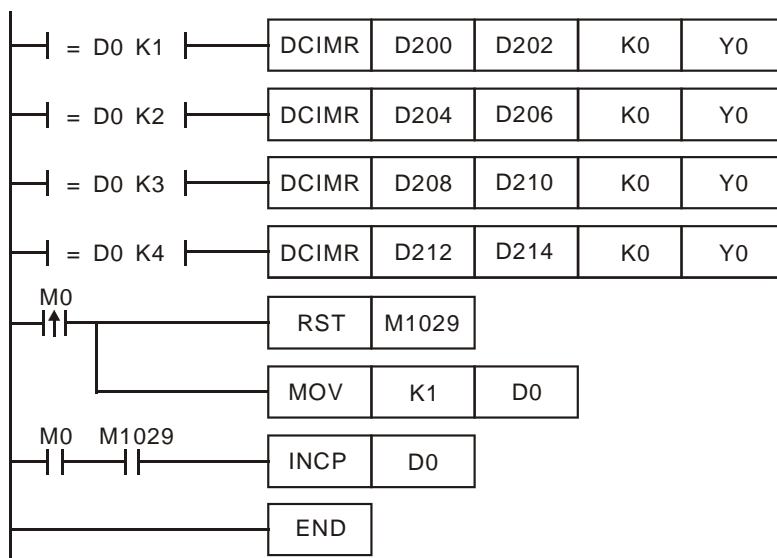 = D0 K1 DCIMR D200 D202 K0 Y0
= D0 K2 DCIMR D204 D206 K0 Y0
= D0 K3 DCIMR D208 D210 K0 Y0
= D0 K4 DCIMR D212 D214 K0 Y0
M0
RST M1029
MOV K1 D0
M0 M1029
INCP D0
END